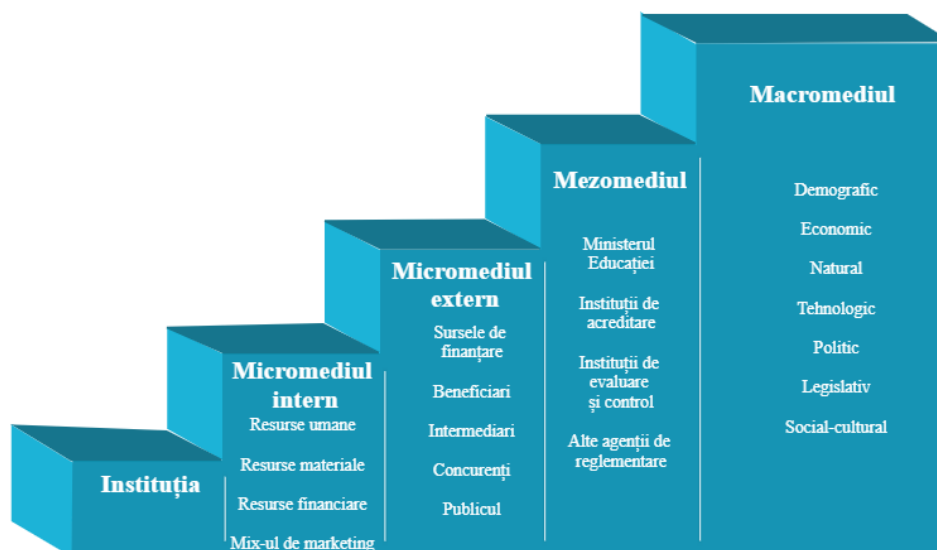 Instituția
Micromediul
intern
Resurse umane
Resurse materiale
Resurse financiare
Mix-ul de marketing
Micromediul
extern
Sursele de
finanțare
Beneficiari
Intermediari
Concurenți
Publicul
Mezomediul
Ministerul
Educației
Instituții de
acreditare
Instituții de
evaluare
și control
Alte agenții de
reglementare
Macromediul
Demografic
Economic
Natural
Tehnologic
Politic
Legislativ
Social-cultural